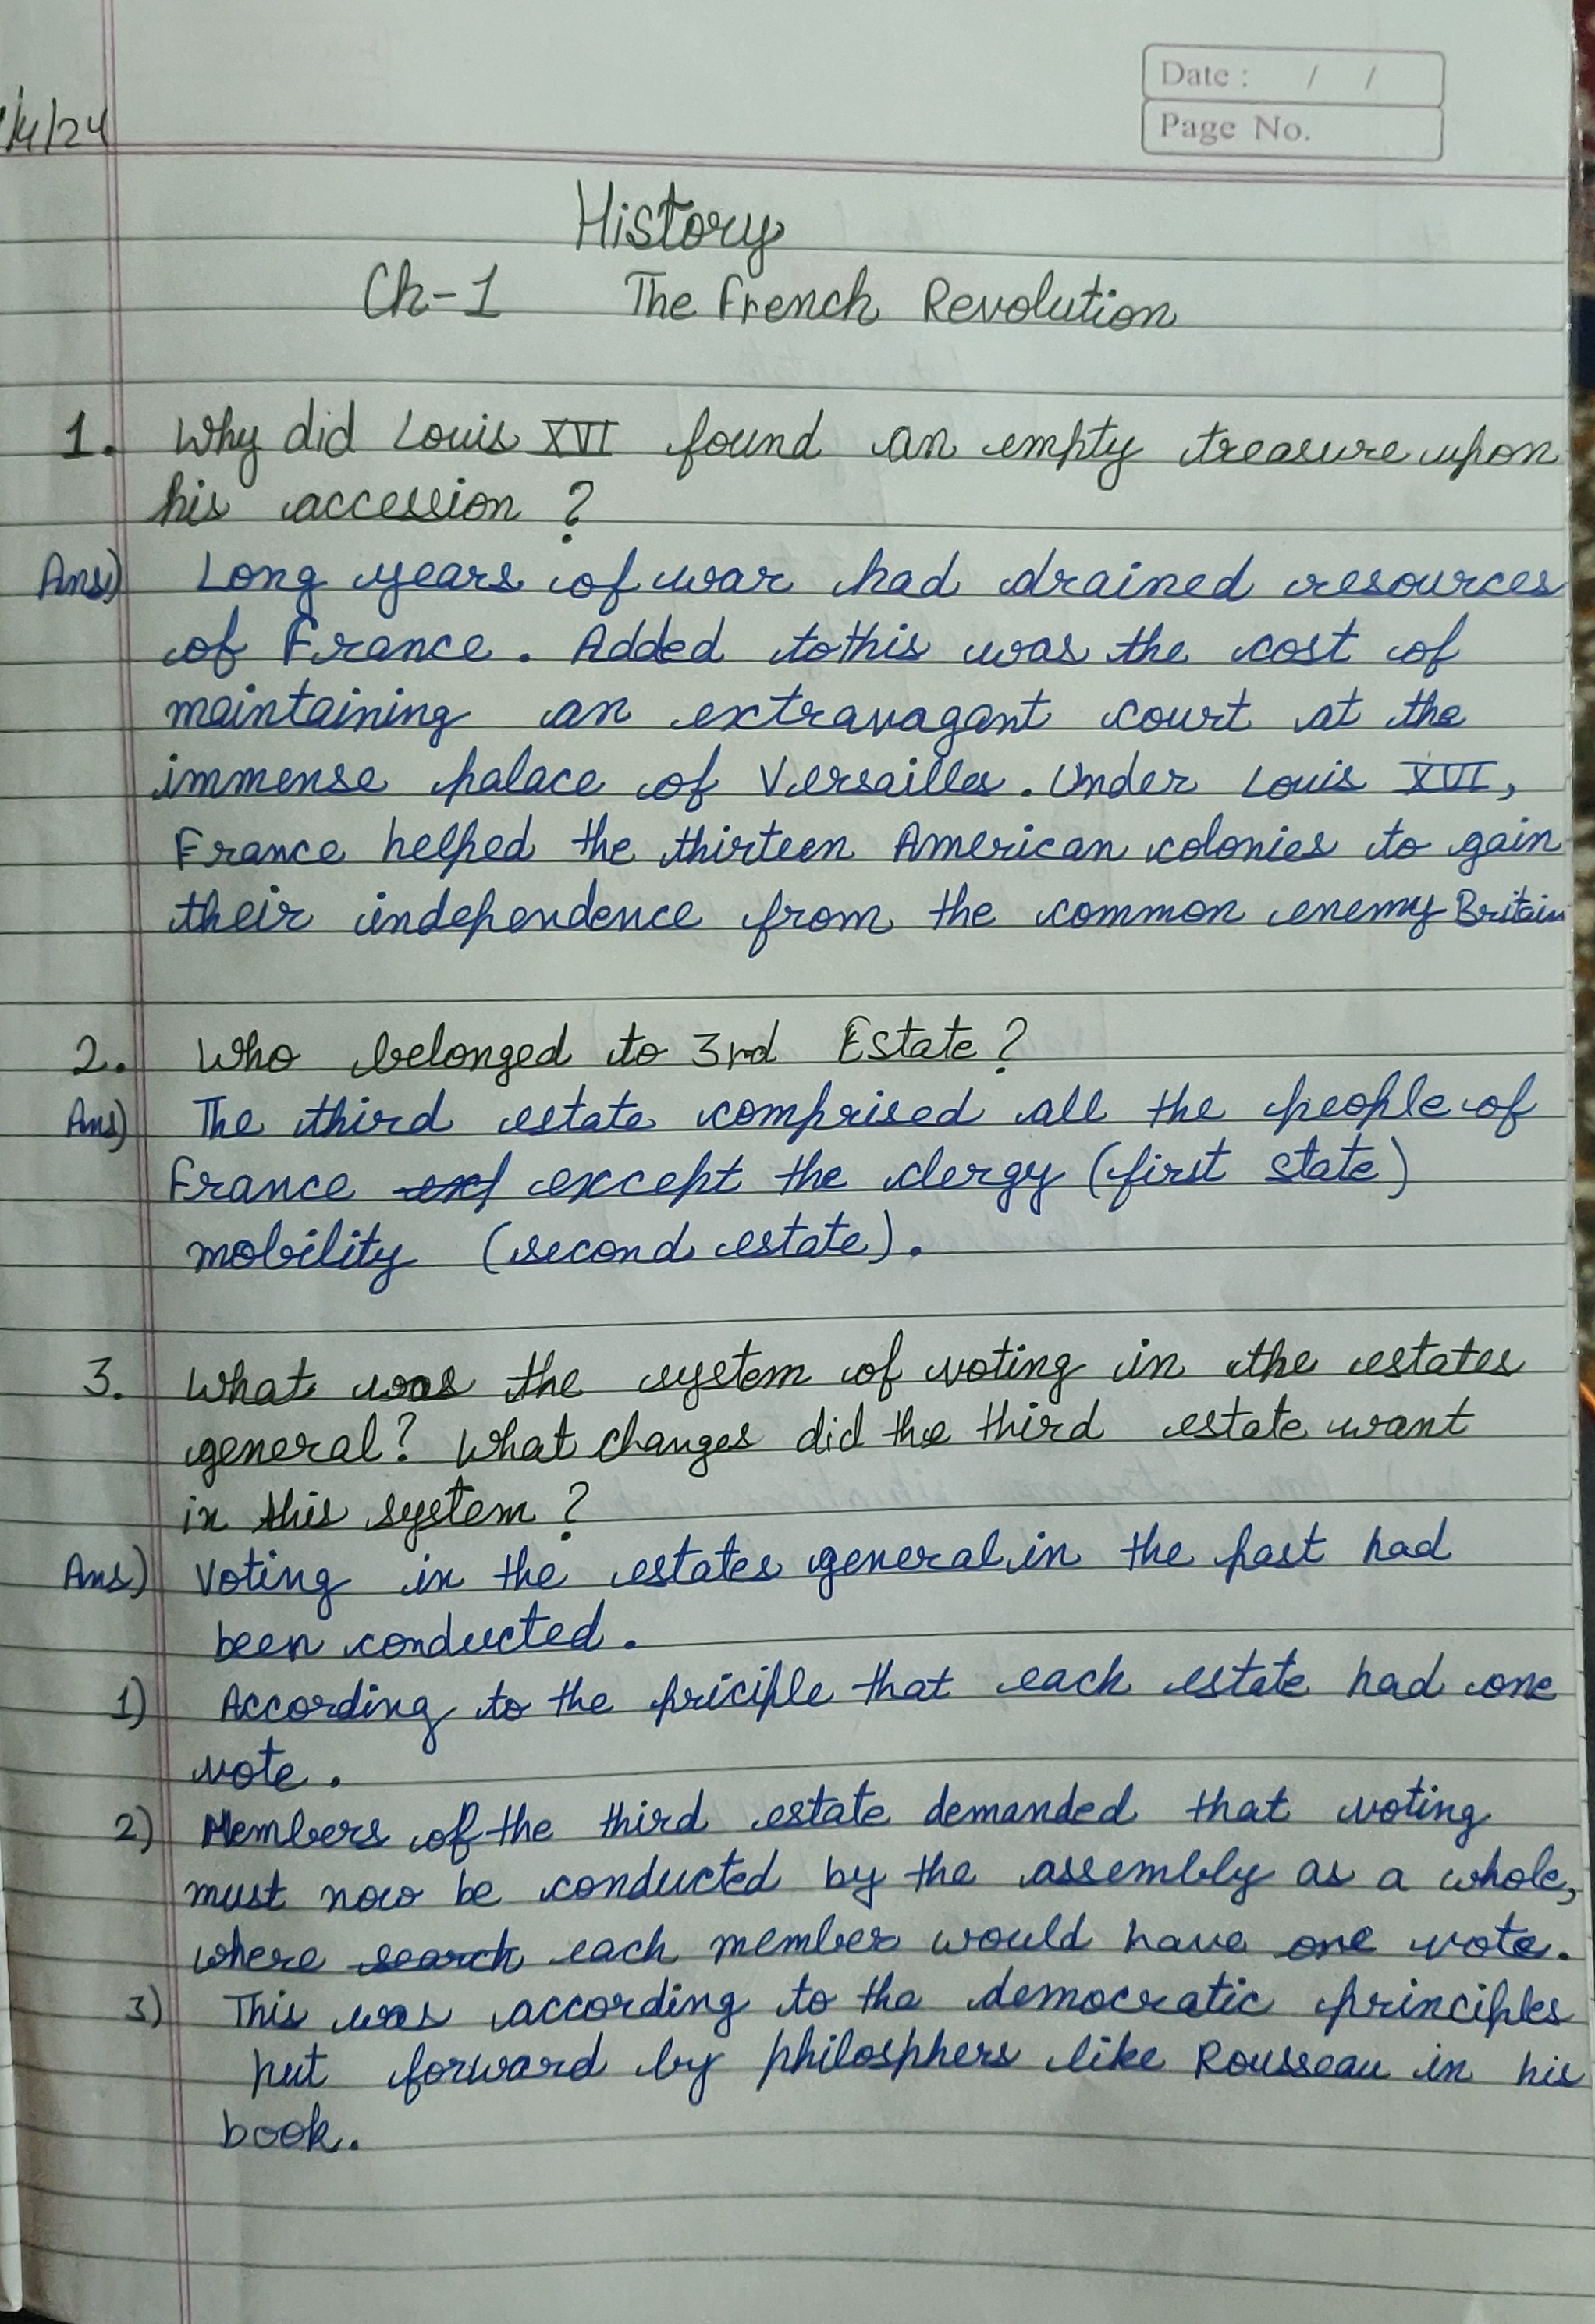 Date : / /
Page No.
/4/24
History
Ch-1 The French Revolution
1. Why did Louis XVI found an empty treasure upon
his accession ?
Ans) Long years of war had drained resources
of France. Added to this was the cost of
maintaining an extravagant court at the
immense palace of Versailles. Under Louis XVI,
France helped the thirteen American colonies to gain
their independence from the common enemy Britain
2. Who belonged to 3rd Estate ?
Ans) The third estate comprised all the people of
France except the clergy (first state)
mobility (second estate).
3. What was the system of voting in the estates
general? What changes did the third estate want
in this system ?
Ans) Voting in the estates general in the past had
been conducted.
1) According to the priciple that each estate had one
vote.
2) Members of the third estate demanded that voting
must now be conducted by the assembly as a whole,
where search each member would have one vote.
3) This was according to the democratic principles
put forward by philosphers like Rousseau in his
book.